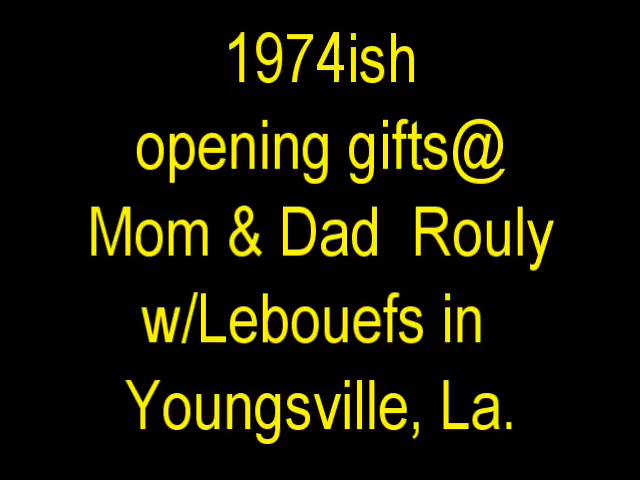 1974ish
opening gifts@
Mom & Dad  Rouly
w/Lebouefs in
Youngsville, La.